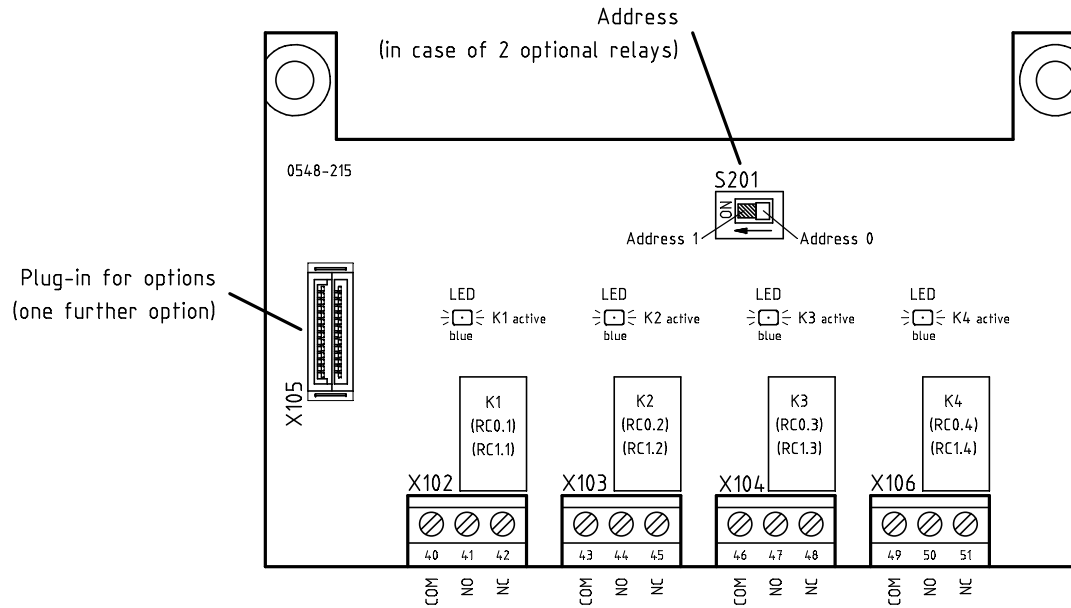 Address
(in case of 2 optional relays)
0548-215
S201
ON
Address 1
Address 0
Plug-in for options
(one further option)
X105
LED
K1 active
blue
LED
K2 active
blue
LED
K3 active
blue
LED
K4 active
blue
K1
(RC0.1)
(RC1.1)
K2
(RC0.2)
(RC1.2)
K3
(RC0.3)
(RC1.3)
K4
(RC0.4)
(RC1.4)
X102
X103
X104
X106
40 41 42
43 44 45
46 47 48
49 50 51
COM NO NC
COM NO NC
COM NO NC
COM NO NC